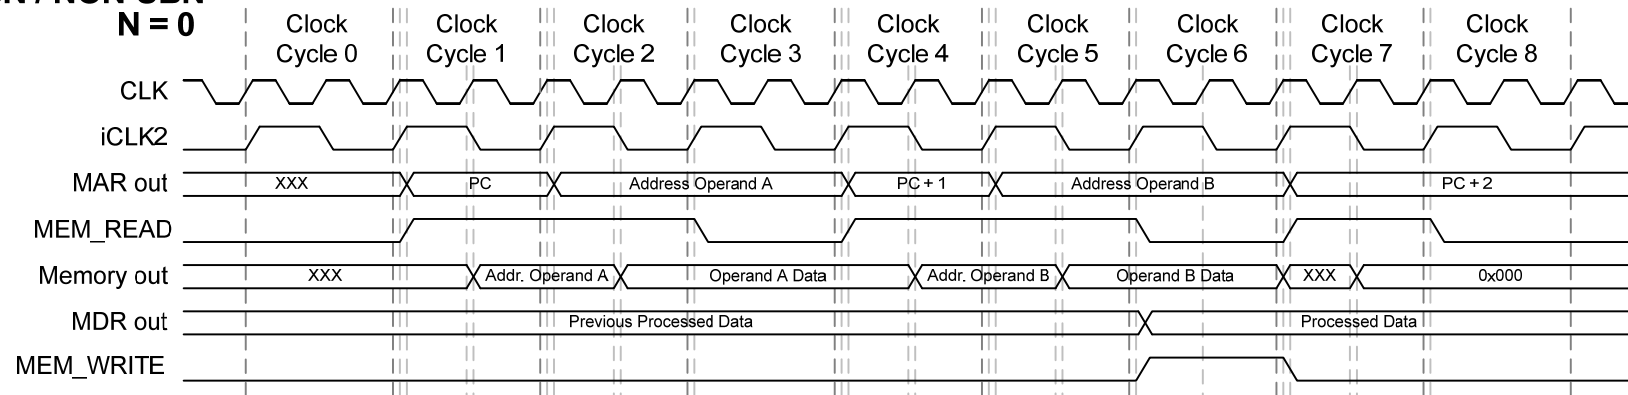 N = 0
Clock Cycle 0
Clock Cycle 1
Clock Cycle 2
Clock Cycle 3
Clock Cycle 4
Clock Cycle 5
Clock Cycle 6
Clock Cycle 7
Clock Cycle 8
CLK
iCLK2
MAR out XXX PC Address Operand A PC + 1 Address Operand B PC + 2
MEM_READ
Memory out XXX Addr. Operand A Operand A Data Addr. Operand B Operand B Data XXX 0x000
MDR out Previous Processed Data Processed Data
MEM_WRITE